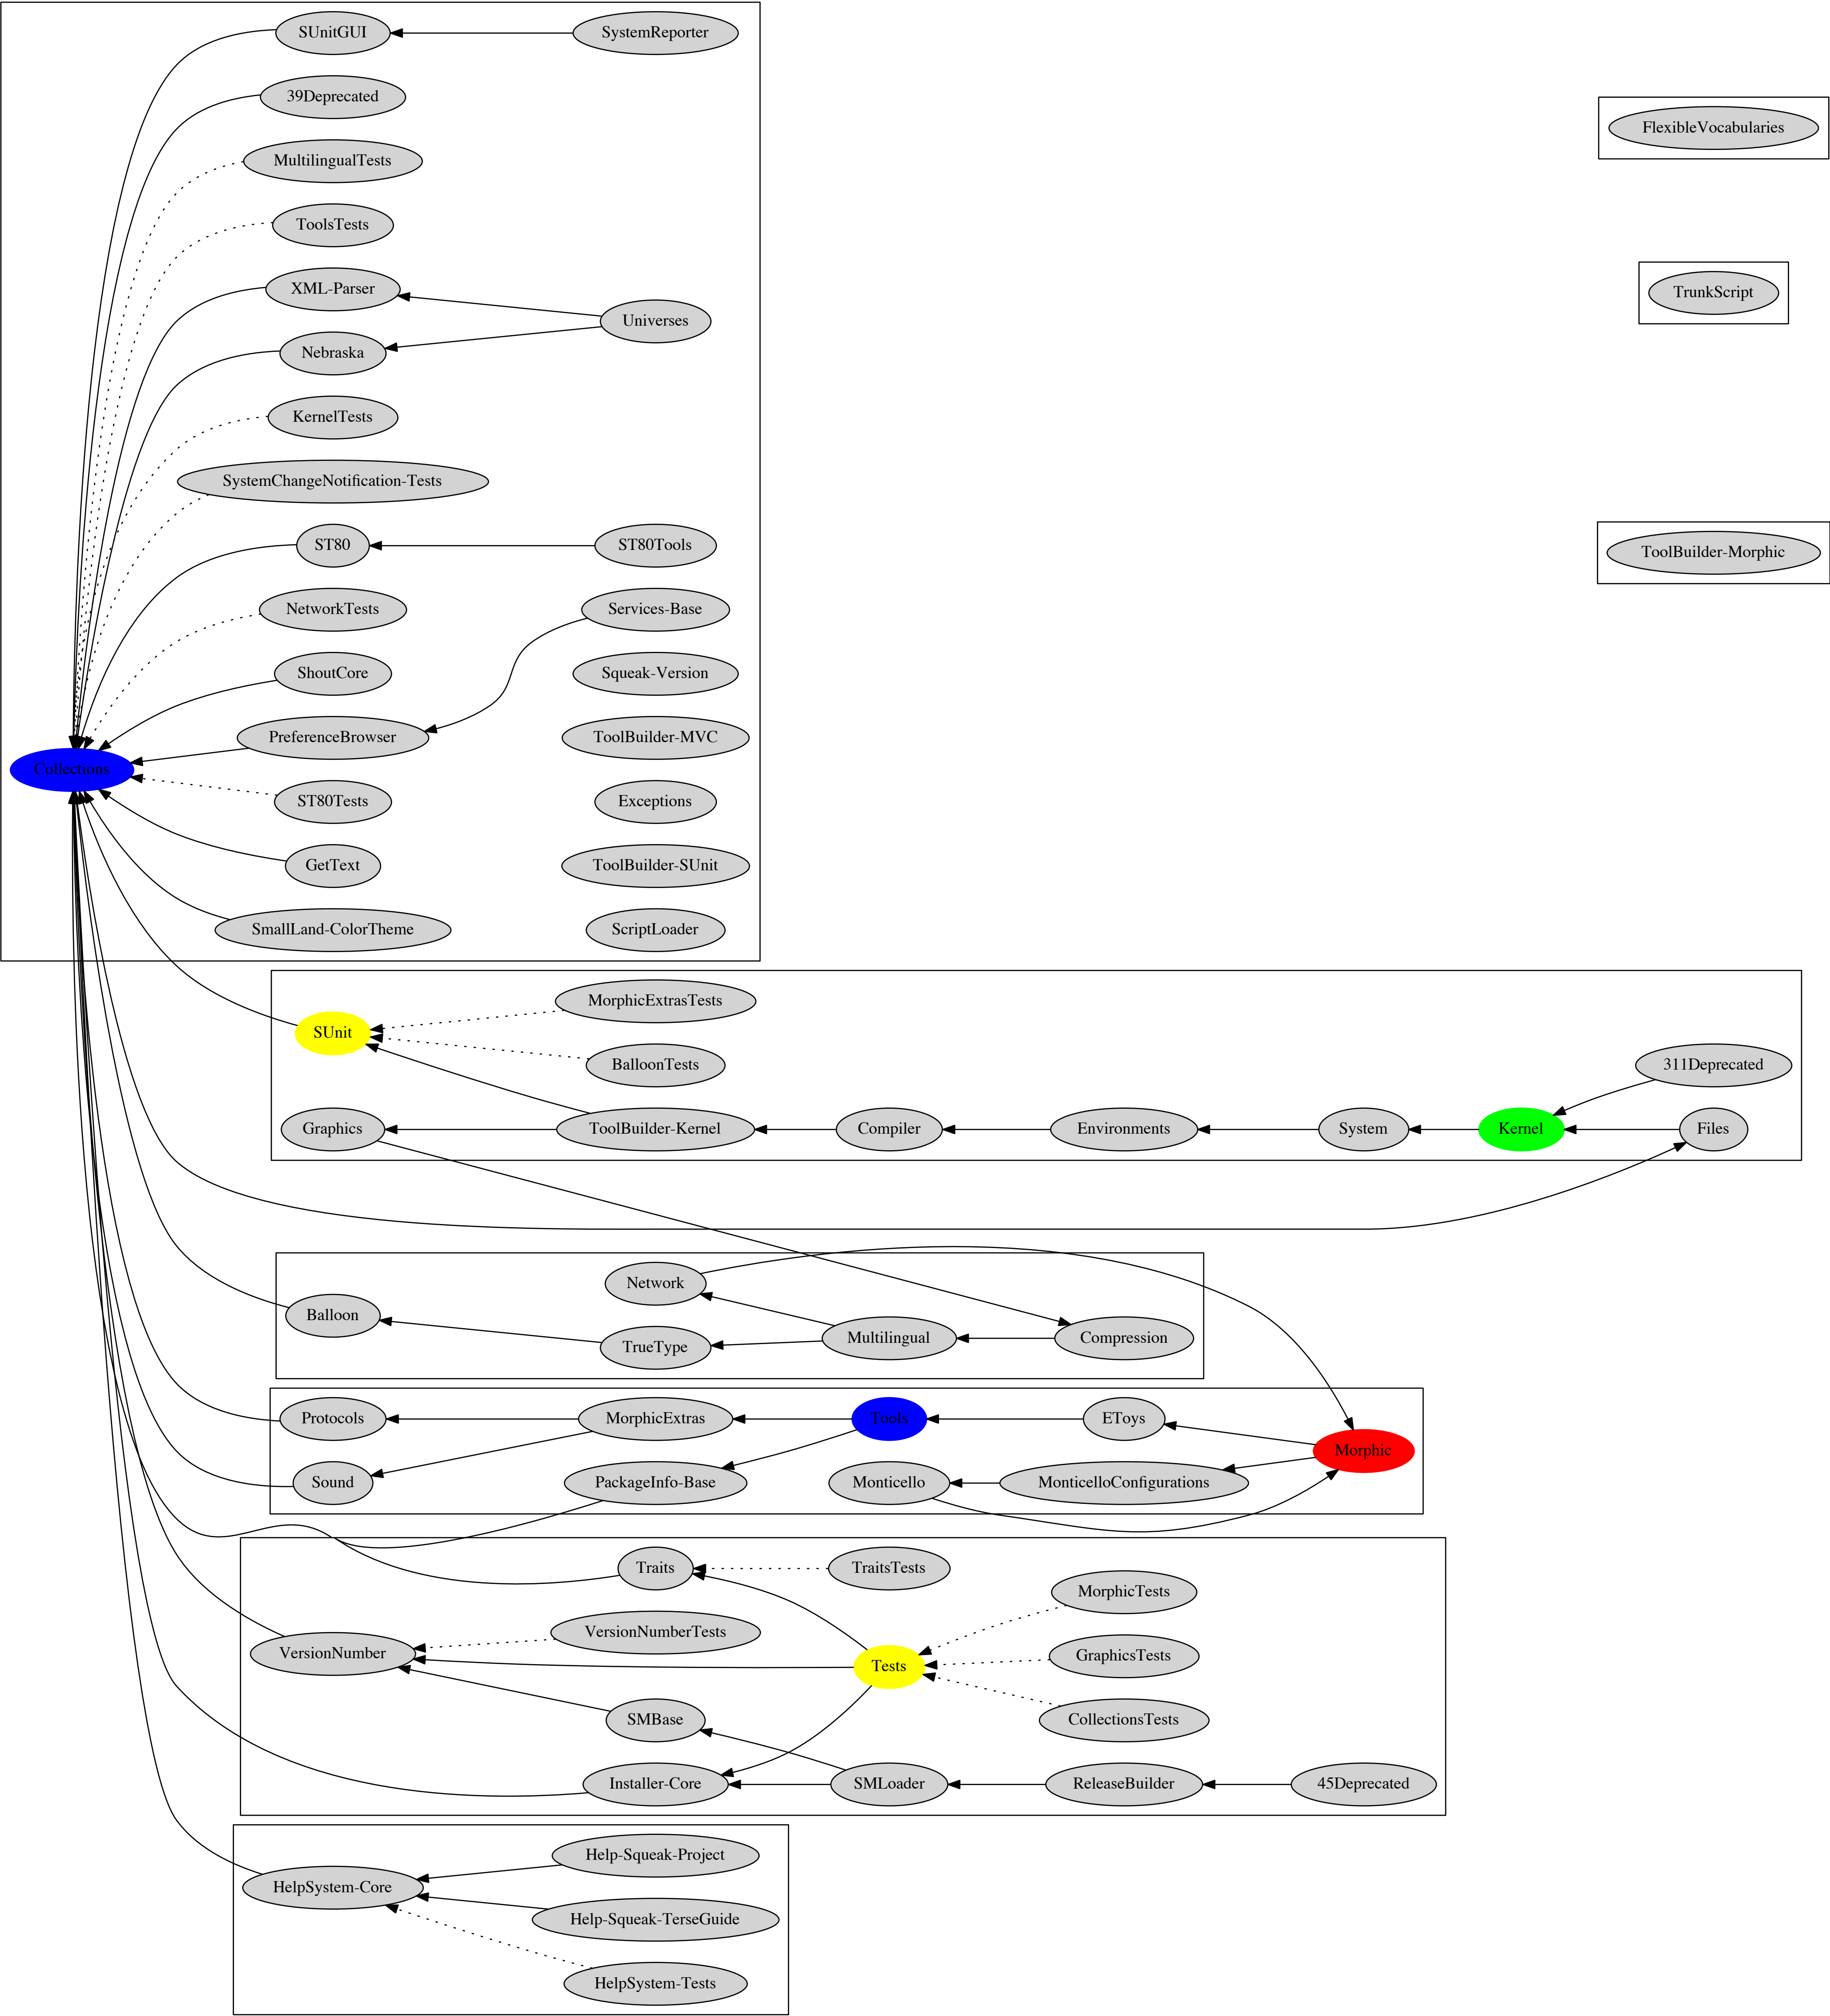 SUnitGUI
SystemReporter
39Deprecated
FlexibleVocabularies
MultilingualTests
ToolsTests
XML-Parser
TrunkScript
Universes
Nebraska
KernelTests
SystemChangeNotification-Tests
ST80
ST80Tools
ToolBuilder-Morphic
NetworkTests
Services-Base
ShoutCore
Squeak-Version
PreferenceBrowser
ToolBuilder-MVC
Collections
ST80Tests
Exceptions
GetText
ToolBuilder-SUnit
SmallLand-ColorTheme
ScriptLoader
MorphicExtrasTests
SUnit
BalloonTests
311Deprecated
Graphics
ToolBuilder-Kernel
Compiler
Environments
System
Kernel
Files
Network
Balloon
TrueType
Multilingual
Compression
Protocols
MorphicExtras
Tools
EToys
Morphic
Sound
PackageInfo-Base
Monticello
MonticelloConfigurations
Traits
TraitsTests
MorphicTests
VersionNumberTests
VersionNumber
Tests
GraphicsTests
SMBase
CollectionsTests
Installer-Core
SMLoader
ReleaseBuilder
45Deprecated
Help-Squeak-Project
HelpSystem-Core
Help-Squeak-TerseGuide
HelpSystem-Tests